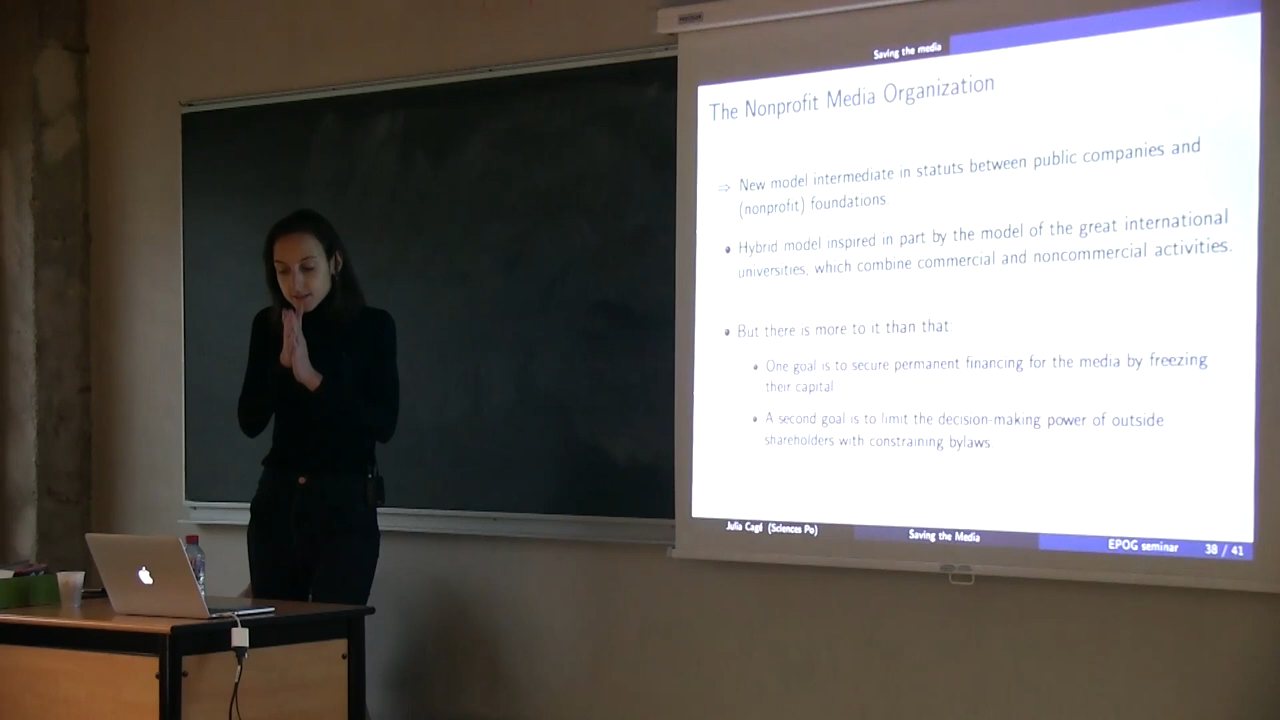 Saving the media
The Nonprofit Media Organization
⇒ New model intermediate in statuts between public companies and
(nonprofit) foundations.
• Hybrid model inspired in part by the model of the great international
universities, which combine commercial and noncommercial activities.
• But there is more to it than that:
• One goal is to secure permanent financing for the media by freezing
their capital
• A second goal is to limit the decision-making power of outside
shareholders with constraining bylaws
Julia Cagé (Sciences Po) Saving the Media EPOG seminar 38 / 41